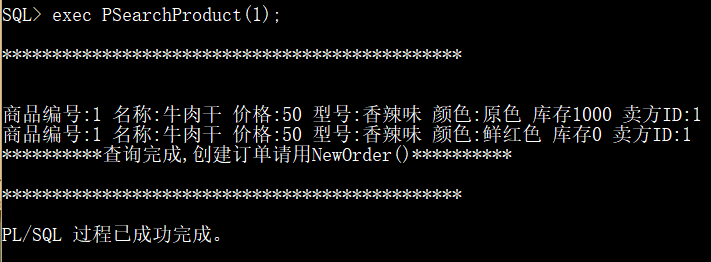 SQL> exec PSearchProduct(1);
**********************************************
商品编号:1 名称:牛肉干 价格:50 型号:香辣味 颜色:原色 库存1000 卖方ID:1
商品编号:1 名称:牛肉干 价格:50 型号:香辣味 颜色:鲜红色 库存0 卖方ID:1
**********查询完成,创建订单请用NewOrder()**********
**********************************************
PL/SQL 过程已成功完成。